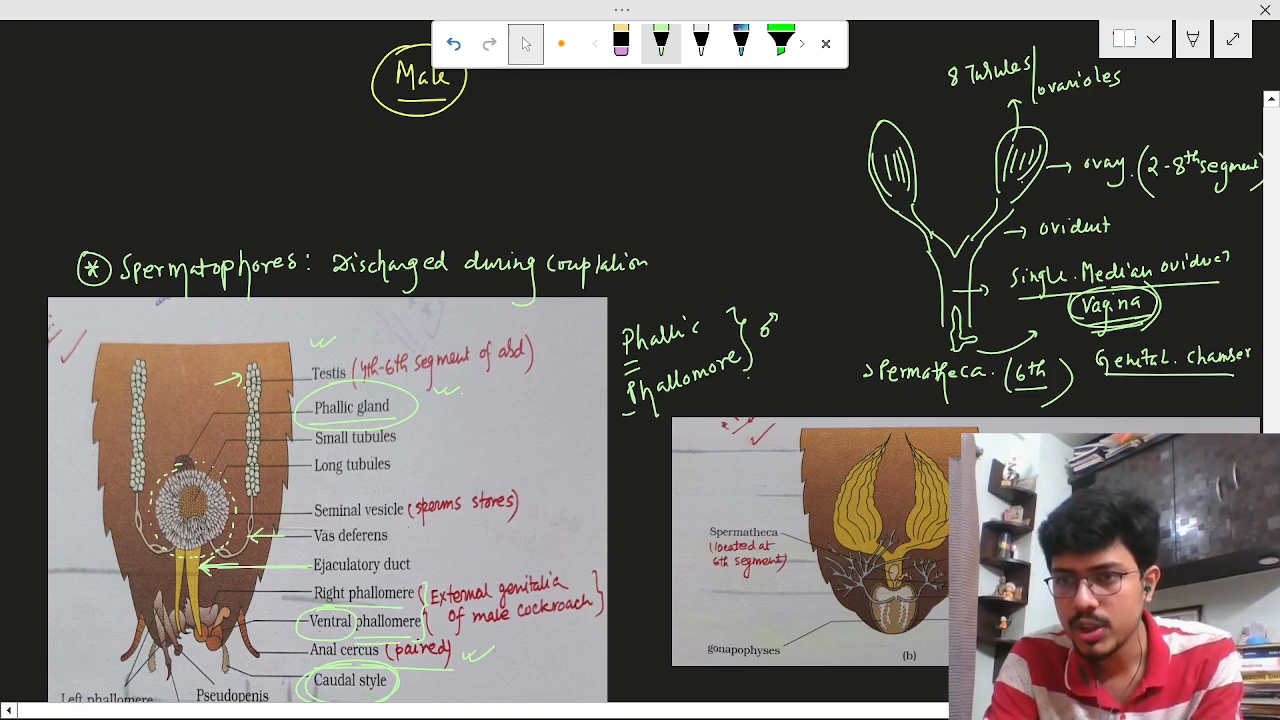 Male
8 Tubules/ovarioles
→ ovary. (2-8th segment)
→ oviduct
Single Median oviduct
Vagina
Genital chamber
Spermatheca. (6th)
* Spermatophores: Discharged during Couplation
Phallic
Phallomore
} ♂
Testis (4th-6th segment of abd)
Phallic gland
Small tubules
Long tubules
Seminal vesicle (sperms stores)
Vas deferens
Ejaculatory duct
Right phallomere
Ventral phallomere
{External genitalia
of male cockroach}
Anal cercus (paired)
Caudal style
Left phallomere
Pseudopenis
Spermatheca
(located at
6th segment)
gonapophyses
(b)